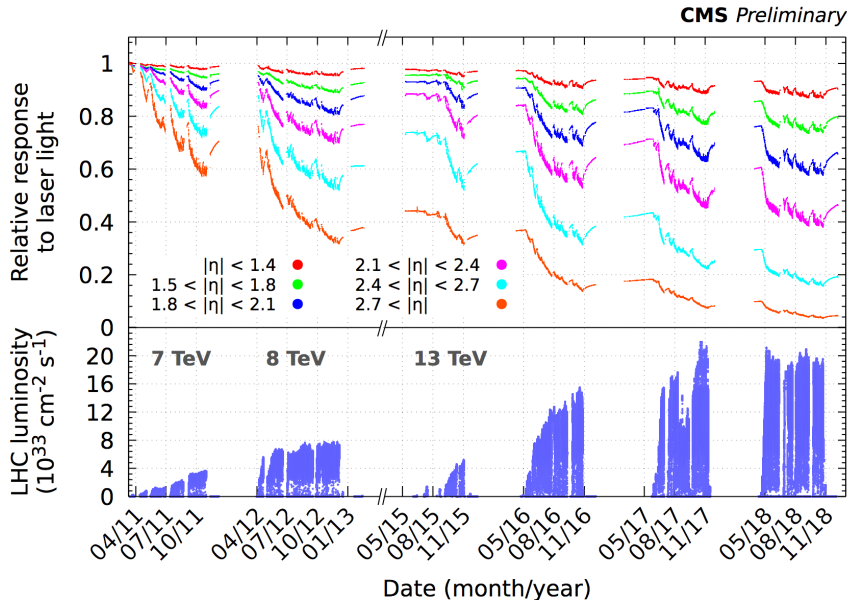 CMS Preliminary
Relative response
to laser light
1
0.8
0.6
0.4
0.2
0
|η| < 1.4
1.5 < |η| < 1.8
1.8 < |η| < 2.1
2.1 < |η| < 2.4
2.4 < |η| < 2.7
2.7 < |η|
LHC luminosity
(10³³ cm⁻² s⁻¹)
20
16
12
8
4
0
7 TeV
8 TeV
13 TeV
04/11
07/11
10/11
04/12
07/12
10/12
01/13
05/15
08/15
11/15
05/16
08/16
11/16
05/17
08/17
11/17
05/18
08/18
11/18
Date (month/year)